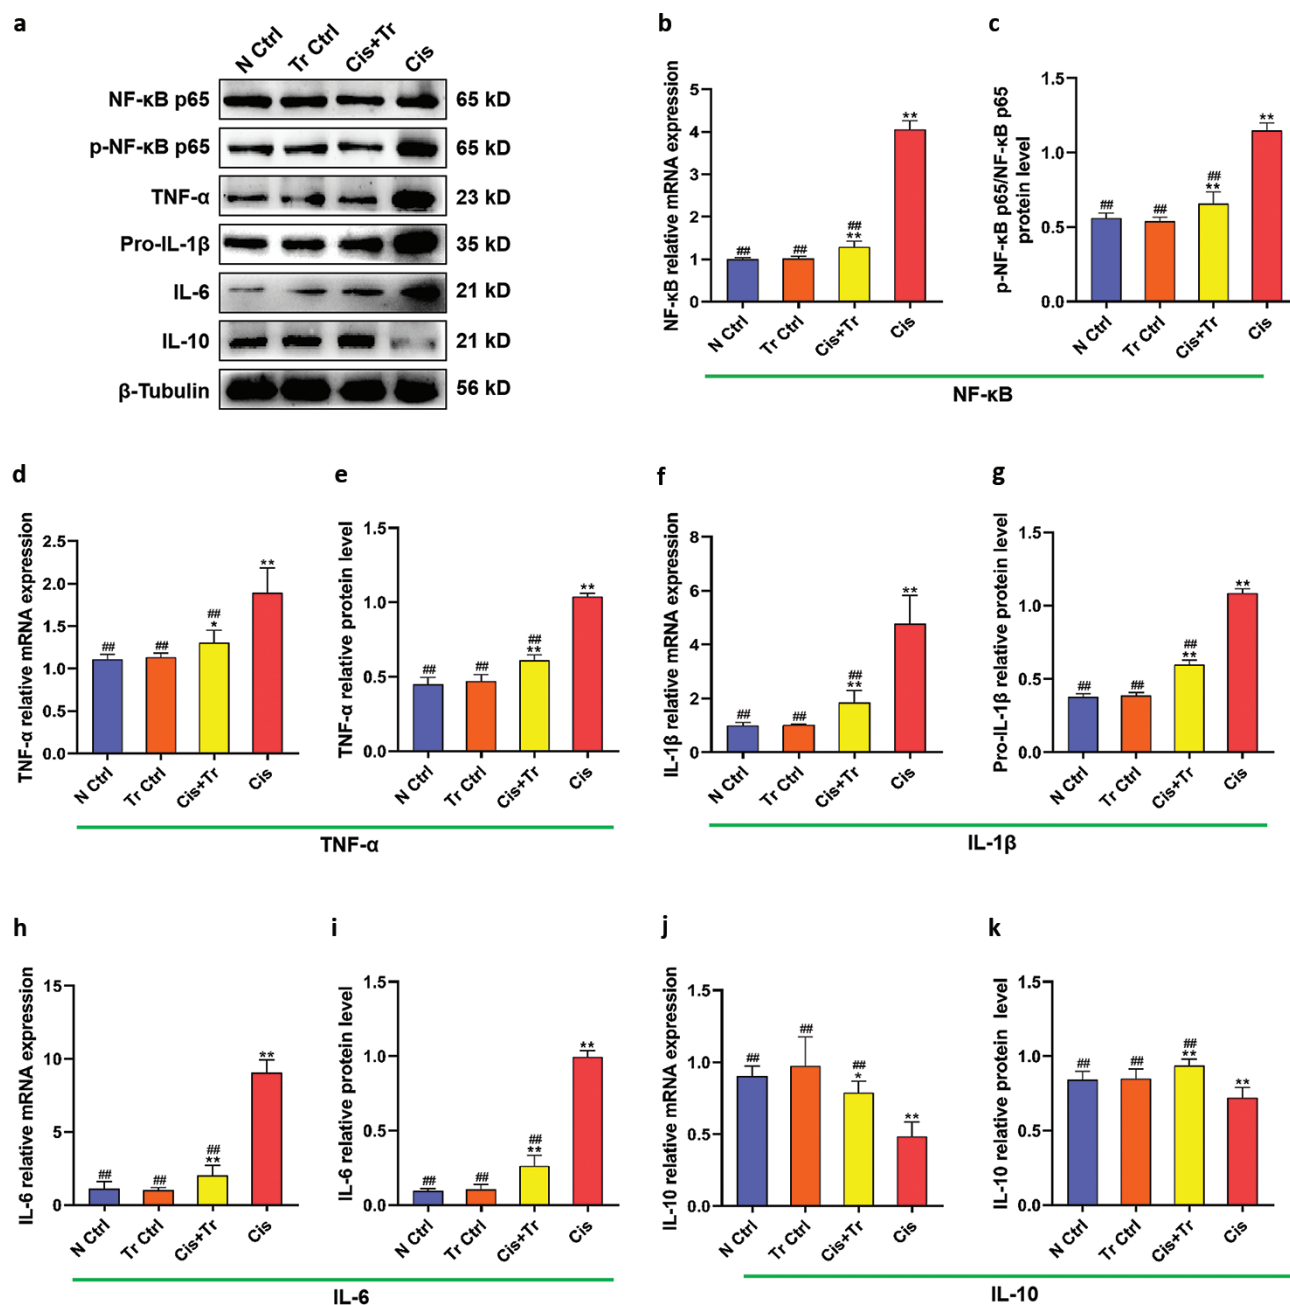 a
N Ctrl
Tr Ctrl
Cis+Tr
Cis
NF-κB p65
65 kD
p-NF-κB p65
65 kD
TNF-α
23 kD
Pro-IL-1β
35 kD
IL-6
21 kD
IL-10
21 kD
β-Tubulin
56 kD
b
NF-κB relative mRNA expression
5
4
3
2
1
0
##
##
##
**
**
N Ctrl
Tr Ctrl
Cis+Tr
Cis
c
p-NF-κB p65/NF-κB p65
protein level
1.5
1.0
0.5
0.0
##
##
##
**
**
N Ctrl
Tr Ctrl
Cis+Tr
Cis
NF-κB
d
TNF-α relative mRNA expression
2.5
2.0
1.5
1.0
0.5
0.0
##
##
##
*
**
N Ctrl
Tr Ctrl
Cis+Tr
Cis
e
TNF-α relative protein level
1.5
1.0
0.5
0.0
##
##
##
**
**
N Ctrl
Tr Ctrl
Cis+Tr
Cis
TNF-α
f
IL-1β relative mRNA expression
8
6
4
2
0
##
##
##
**
**
N Ctrl
Tr Ctrl
Cis+Tr
Cis
g
Pro-IL-1β relative protein level
1.5
1.0
0.5
0.0
##
##
##
**
**
N Ctrl
Tr Ctrl
Cis+Tr
Cis
IL-1β
h
IL-6 relative mRNA expression
15
10
5
0
##
##
##
**
**
N Ctrl
Tr Ctrl
Cis+Tr
Cis
i
IL-6 relative protein level
1.5
1.0
0.5
0.0
##
##
##
**
**
N Ctrl
Tr Ctrl
Cis+Tr
Cis
IL-6
j
IL-10 relative mRNA expression
1.5
1.0
0.5
0.0
##
##
##
*
**
N Ctrl
Tr Ctrl
Cis+Tr
Cis
k
IL-10 relative protein level
1.5
1.0
0.5
0.0
##
##
##
**
**
N Ctrl
Tr Ctrl
Cis+Tr
Cis
IL-10